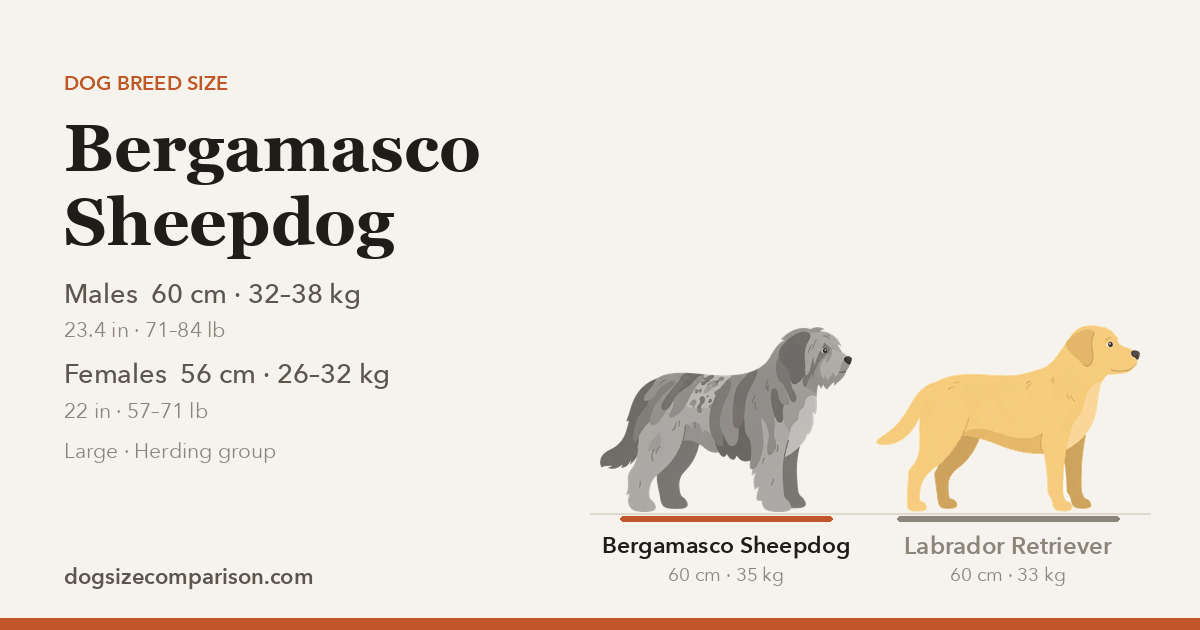 DOG BREED SIZE
Bergamasco
Sheepdog
Males 60 cm · 32–38 kg
23.4 in · 71–84 lb
Females 56 cm · 26–32 kg
22 in · 57–71 lb
Large · Herding group
Bergamasco Sheepdog
60 cm · 35 kg
Labrador Retriever
60 cm · 33 kg
dogsizecomparison.com